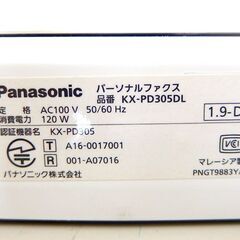 Panasonic パーソナルファクス
品番 KX-PD305DL
定 格 AC100 V 50/60 Hz
消費電力 120 W
1.9-D
認証機器名 KX-PD305
T A16-0017001
R 001-A07016
VCI
パナソニック株式会社
マレーシア製
PNGT9883YA